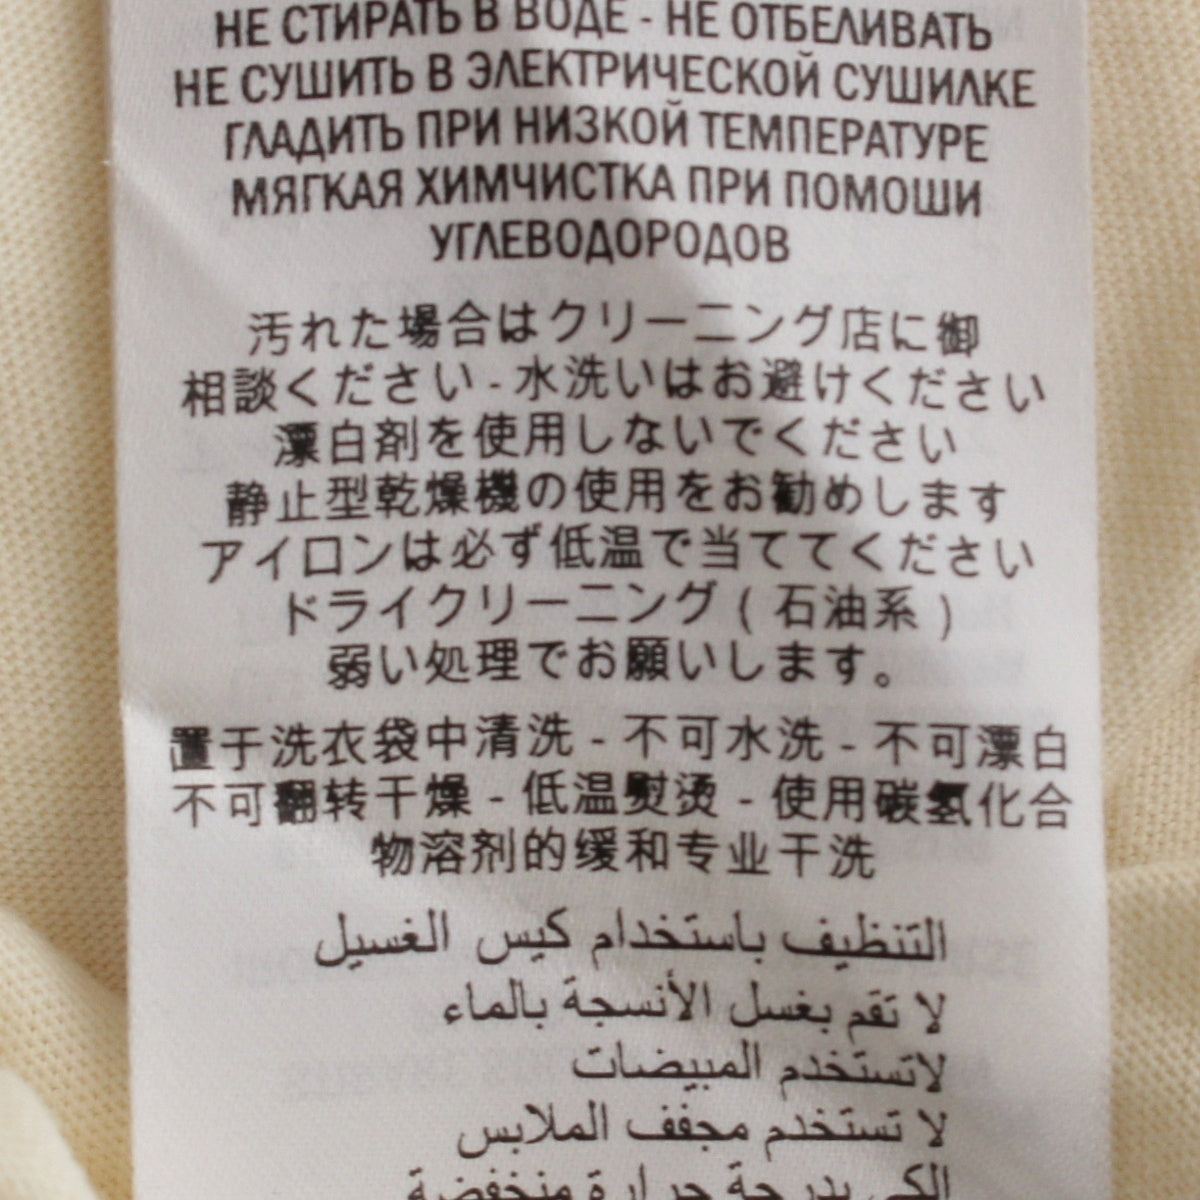 НЕ СТИРАТЬ В ВОДЕ - НЕ ОТБЕЛИВАТЬ
НЕ СУШИТЬ В ЭЛЕКТРИЧЕСКОЙ СУШИЛКЕ
ГЛАДИТЬ ПРИ НИЗКОЙ ТЕМПЕРАТУРЕ
МЯГКАЯ ХИМЧИСТКА ПРИ ПОМОШИ
УГЛЕВОДОРОДОВ
汚れた場合はクリーニング店に御
相談ください - 水洗いはお避けください
漂白剤を使用しないでください
静止型乾燥機の使用をお勧めします
アイロンは必ず低温で当ててください
ドライクリーニング ( 石油系 )
弱い処理でお願いします。
置于洗衣袋中清洗 - 不可水洗 - 不可漂白
不可翻转干燥 - 低温熨烫 - 使用碳氢化合
物溶剂的缓和专业干洗
التنظيف باستخدام كيس الغسيل
لا تقم بغسل الأنسجة بالماء
لاتستخدم المبيضات
لا تستخدم مجفف الملابس
الكي بدرجة حرارة منخفضة